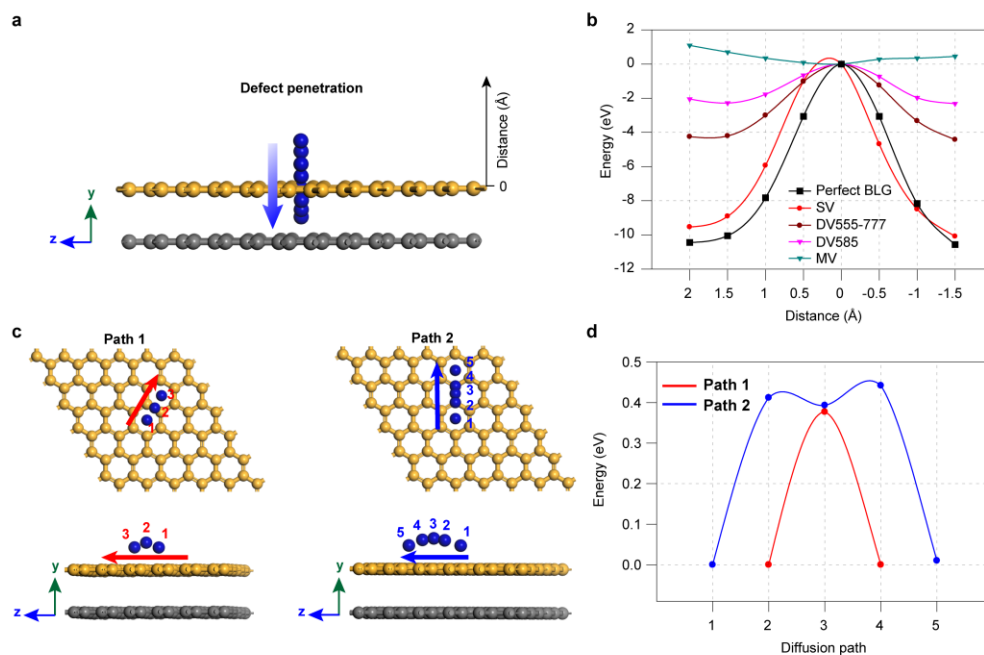 a
Defect penetration
Distance (Å)
0
y
z
b
2
0
-2
-4
-6
-8
-10
-12
Energy (eV)
Perfect BLG
SV
DV555-777
DV585
MV
2 1.5 1 0.5 0 -0.5 -1 -1.5
Distance (Å)
c
Path 1
3
2
1
Path 2
5
4
3
2
1
3 2 1
y
z
5 4 3 2 1
y
z
d
0.5
0.4
0.3
0.2
0.1
0.0
Energy (eV)
Path 1
Path 2
1 2 3 4 5
Diffusion path